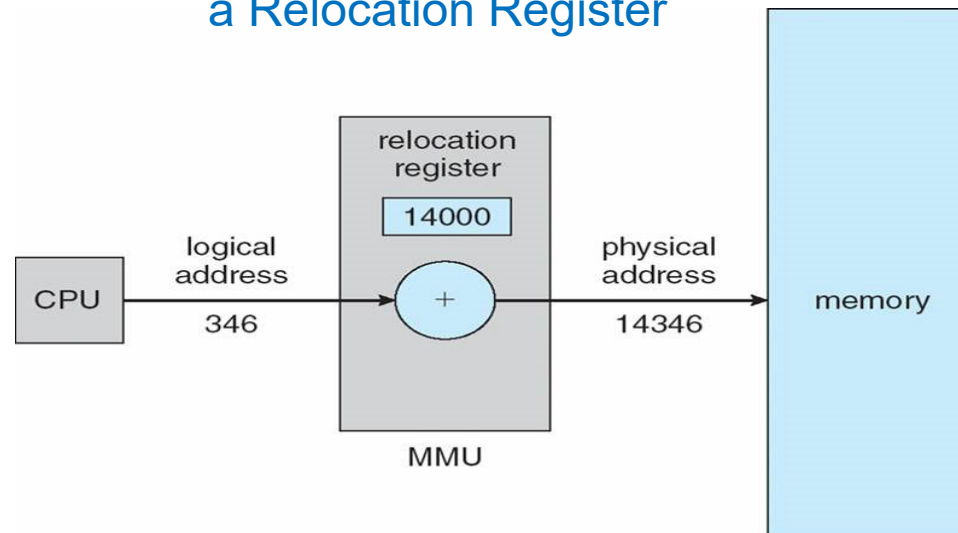 a Relocation Register
relocation
register
14000
logical
address
physical
address
CPU
+
memory
346
14346
MMU